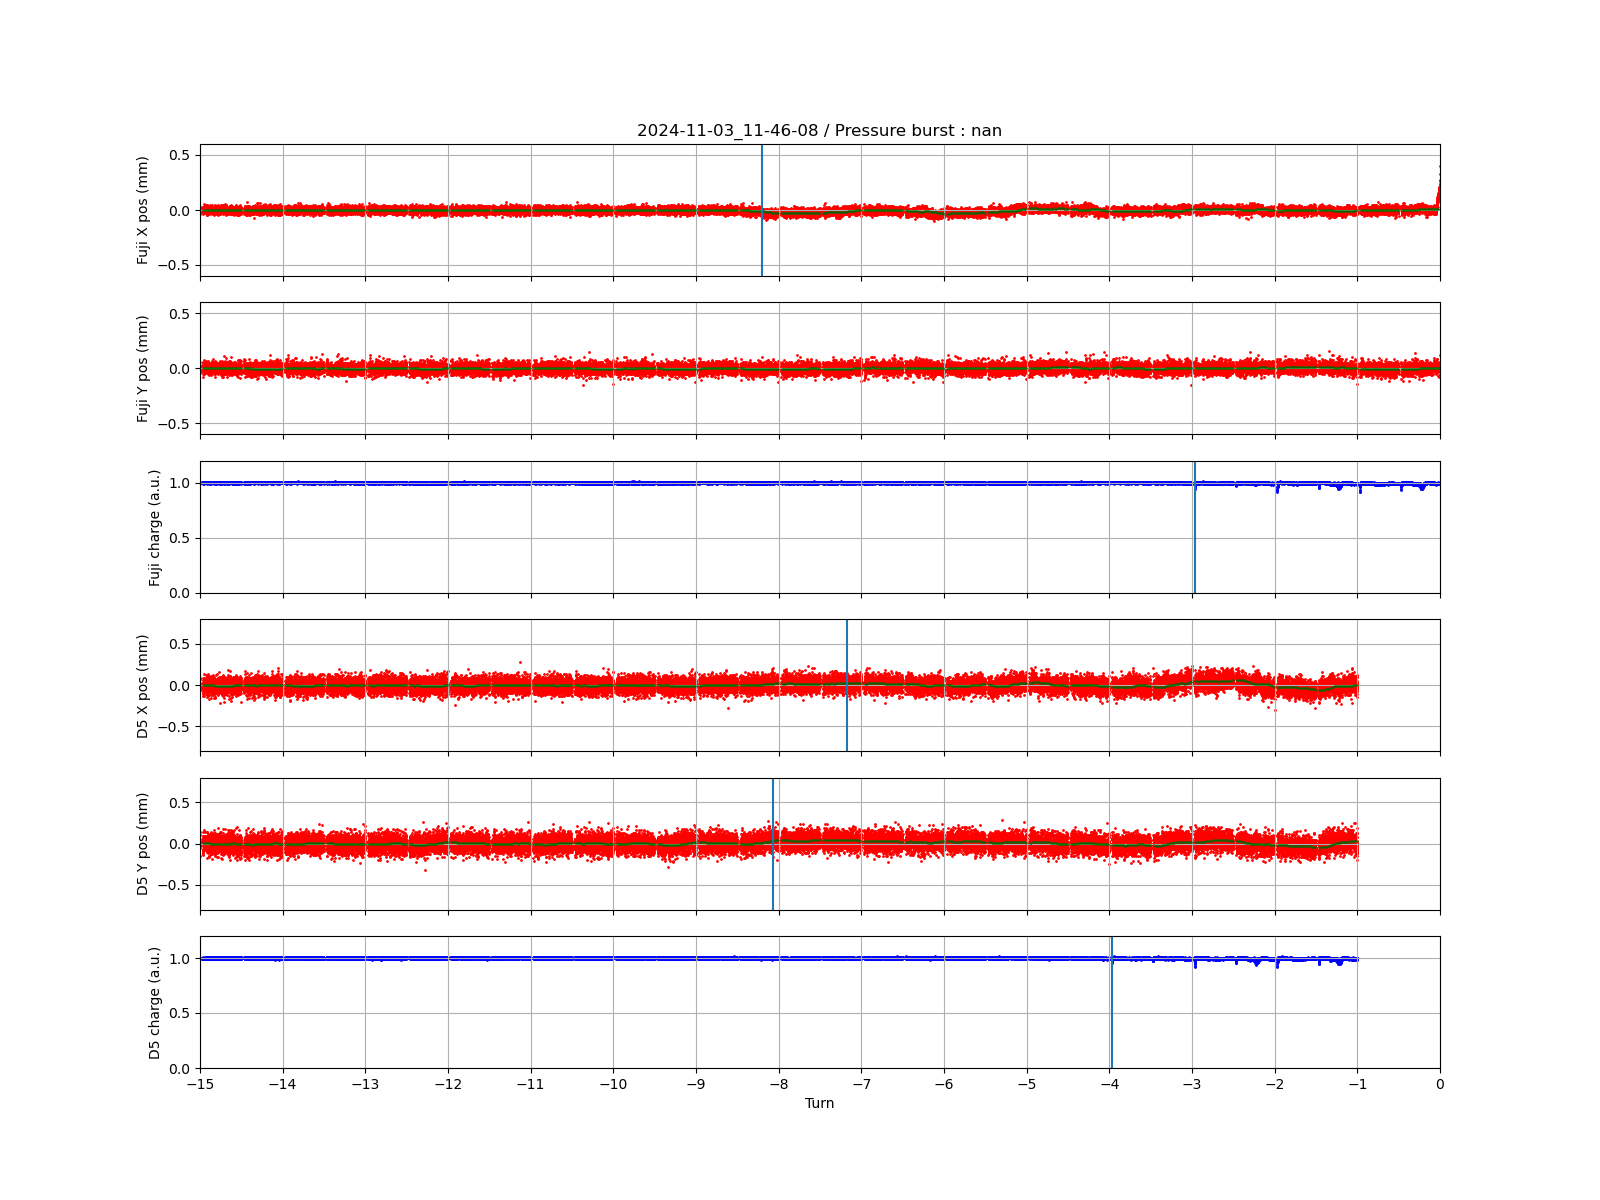 2024-11-03_11-46-08 / Pressure burst : nan
Fuji X pos (mm)
0.5
0.0
−0.5
Fuji Y pos (mm)
0.5
0.0
−0.5
Fuji charge (a.u.)
1.0
0.5
0.0
D5 X pos (mm)
0.5
0.0
−0.5
D5 Y pos (mm)
0.5
0.0
−0.5
D5 charge (a.u.)
1.0
0.5
0.0
−15 −14 −13 −12 −11 −10 −9 −8 −7 −6 −5 −4 −3 −2 −1 0
Turn